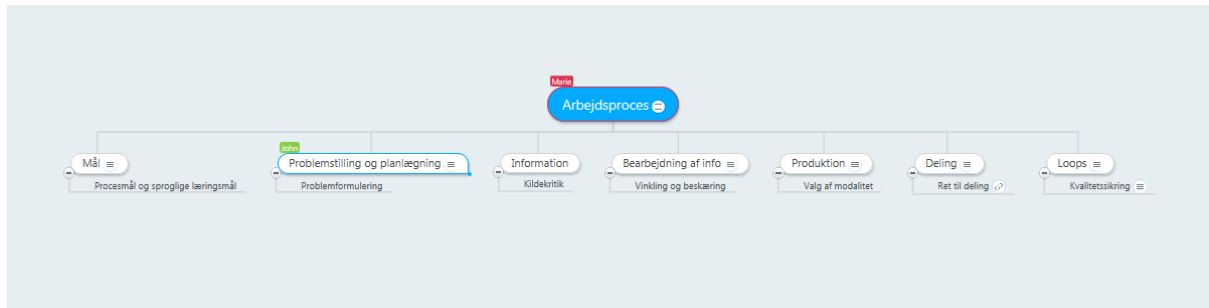 Marie
Arbejdsproces
John
Mål
Problemstilling og planlægning
Information
Bearbejdning af info
Produktion
Deling
Loops
Procesmål og sproglige læringsmål
Problemformulering
Kildekritik
Vinkling og beskæring
Valg af modalitet
Ret til deling
Kvalitetssikring